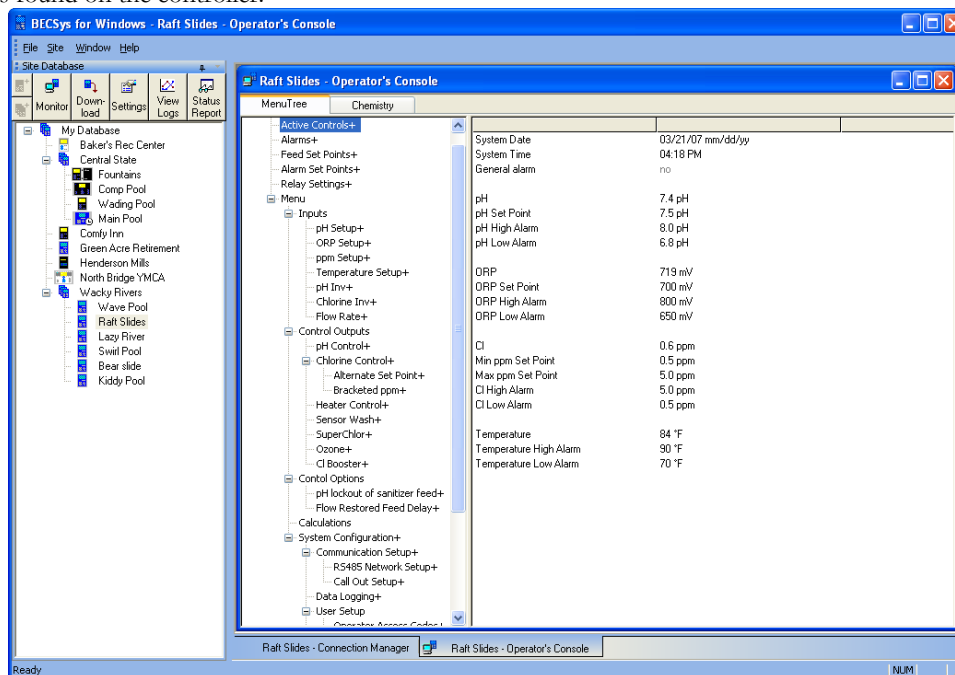 s found on the controller.
BECSys for Windows - Raft Slides - Operator's Console
File Site Window Help
Site Database
Monitor Down-load Settings View Logs Status Report
My Database
Baker's Rec Center
Central State
Fountains
Comp Pool
Wading Pool
Main Pool
Comfy Inn
Green Acre Retirement
Henderson Mills
North Bridge YMCA
Wacky Rivers
Wave Pool
Raft Slides
Lazy River
Swirl Pool
Bear slide
Kiddy Pool
Raft Slides - Operator's Console
MenuTree Chemistry
Active Controls+
Alarms+
Feed Set Points+
Alarm Set Points+
Relay Settings+
Menu
Inputs
pH Setup+
ORP Setup+
ppm Setup+
Temperature Setup+
pH Inv+
Chlorine Inv+
Flow Rate+
Control Outputs
pH Control+
Chlorine Control+
Alternate Set Point+
Bracketed ppm+
Heater Control+
Sensor Wash+
SuperChlor+
Ozone+
Cl Booster+
Contol Options
pH lockout of sanitizer feed+
Flow Restored Feed Delay+
Calculations
System Configuration+
Communication Setup+
RS485 Network Setup+
Call Out Setup+
Data Logging+
User Setup
Operator Access Codes+
System Date 03/21/07 mm/dd/yy
System Time 04:18 PM
General alarm no
pH 7.4 pH
pH Set Point 7.5 pH
pH High Alarm 8.0 pH
pH Low Alarm 6.8 pH
ORP 719 mV
ORP Set Point 700 mV
ORP High Alarm 800 mV
ORP Low Alarm 650 mV
Cl 0.6 ppm
Min ppm Set Point 0.5 ppm
Max ppm Set Point 5.0 ppm
Cl High Alarm 5.0 ppm
Cl Low Alarm 0.5 ppm
Temperature 84 °F
Temperature High Alarm 90 °F
Temperature Low Alarm 70 °F
Raft Slides - Connection Manager Raft Slides - Operator's Console
Ready NUM